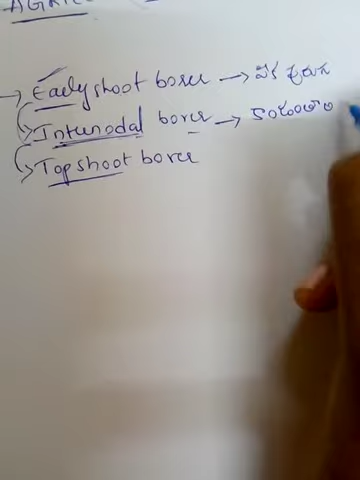 Early shoot borer → పీక పురుగు
Internodal borer → కాండం తొ
Top shoot borer